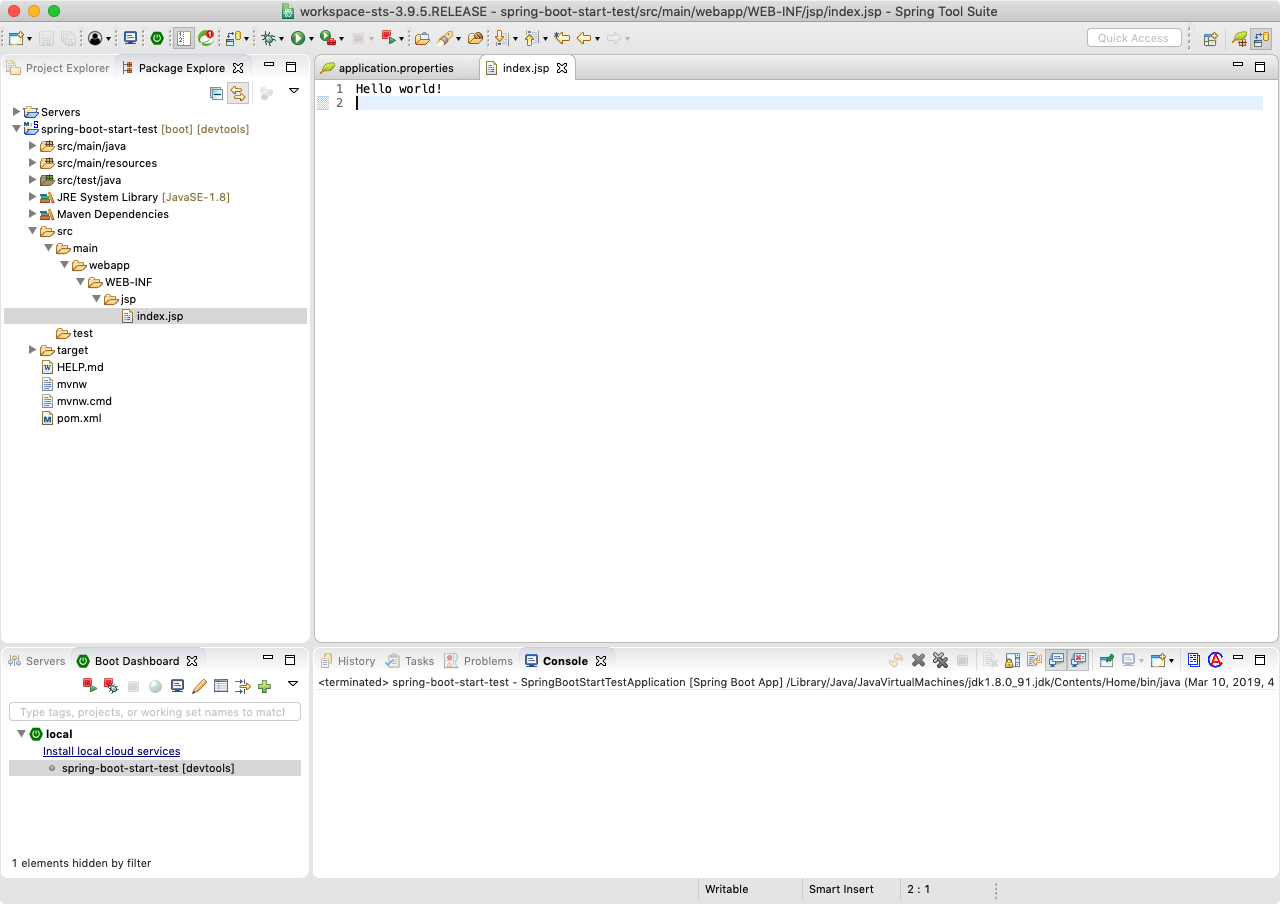 workspace-sts-3.9.5.RELEASE - spring-boot-start-test/src/main/webapp/WEB-INF/jsp/index.jsp - Spring Tool Suite
Quick Access
Project Explorer
Package Explore
application.properties
index.jsp
1 Hello world!
2
Servers
spring-boot-start-test [boot] [devtools]
src/main/java
src/main/resources
src/test/java
JRE System Library [JavaSE-1.8]
Maven Dependencies
src
main
webapp
WEB-INF
jsp
index.jsp
test
target
HELP.md
mvnw
mvnw.cmd
pom.xml
Servers
Boot Dashboard
Type tags, projects, or working set names to match
local
Install local cloud services
spring-boot-start-test [devtools]
1 elements hidden by filter
History
Tasks
Problems
Console
<terminated> spring-boot-start-test - SpringBootStartTestApplication [Spring Boot App] /Library/Java/JavaVirtualMachines/jdk1.8.0_91.jdk/Contents/Home/bin/java (Mar 10, 2019, 4
Writable
Smart Insert
2 : 1